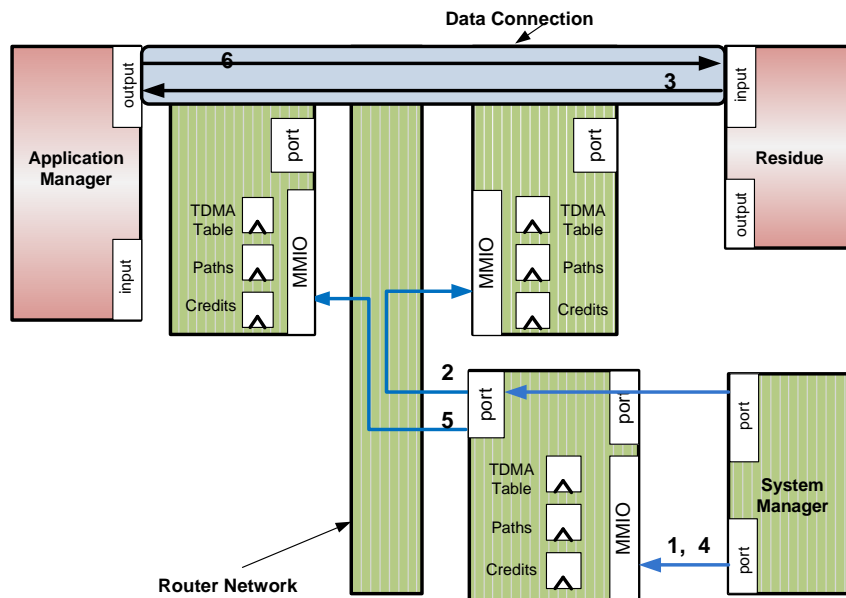 Data Connection
6
3
output
input
Application
Manager
Residue
port
port
TDMA
Table
TDMA
Table
MMIO
MMIO
Paths
Paths
input
output
Credits
Credits
2
5
port
port
port
TDMA
Table
System
Manager
Paths
MMIO
1, 4
port
Credits
Router Network